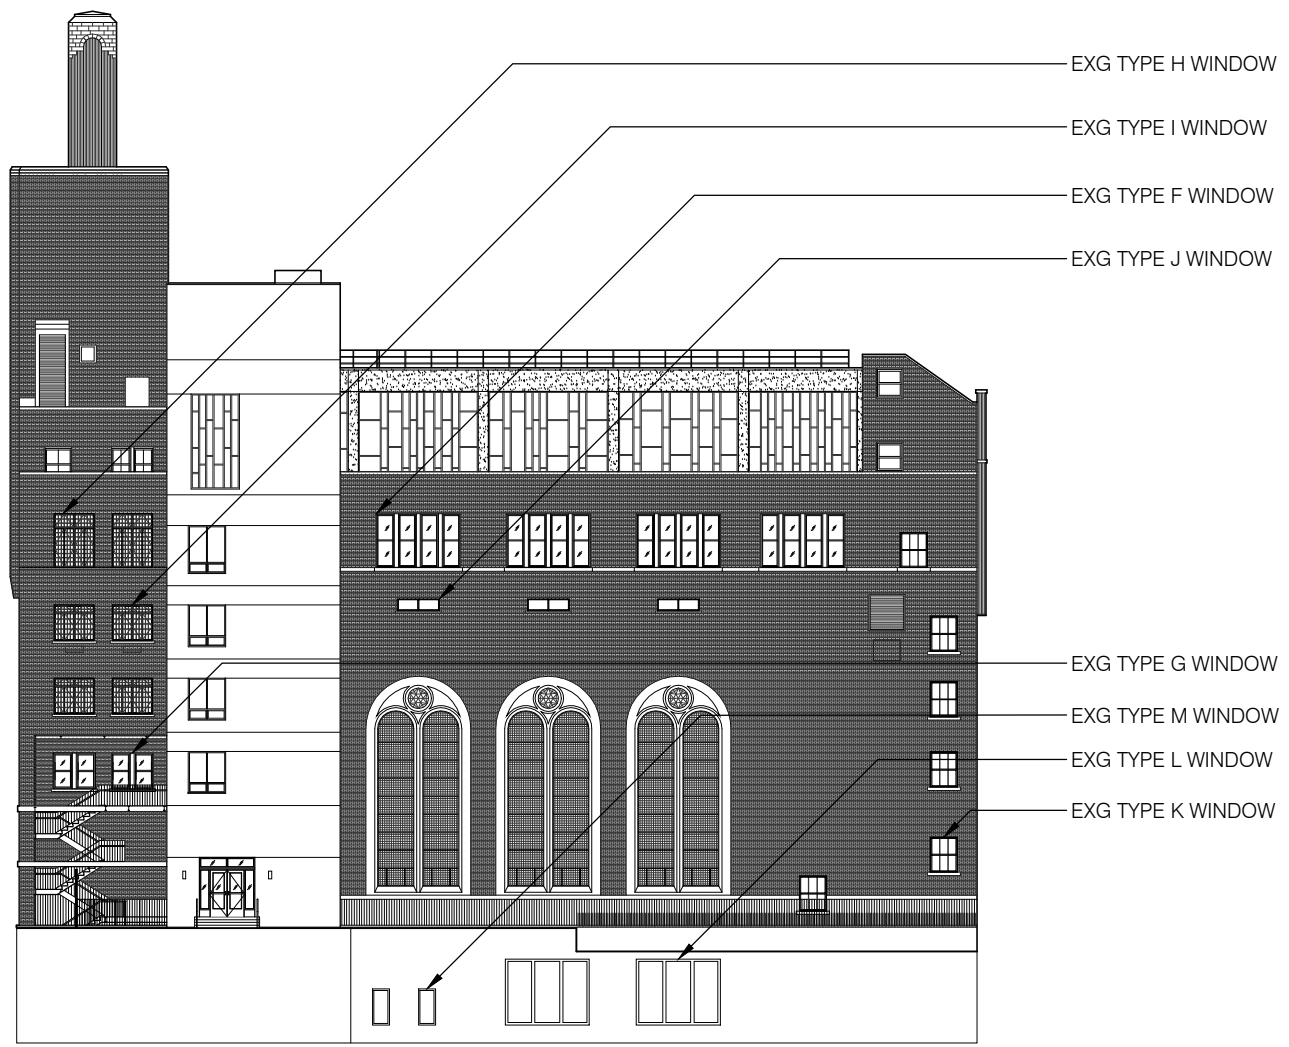 EXG TYPE H WINDOW
EXG TYPE I WINDOW
EXG TYPE F WINDOW
EXG TYPE J WINDOW
EXG TYPE G WINDOW
EXG TYPE M WINDOW
EXG TYPE L WINDOW
EXG TYPE K WINDOW